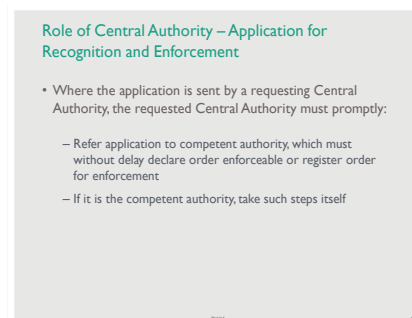 Role of Central Authority – Application for
Recognition and Enforcement
• Where the application is sent by a requesting Central
Authority, the requested Central Authority must promptly:
– Refer application to competent authority, which must
without delay declare order enforceable or register order
for enforcement
– If it is the competent authority, take such steps itself